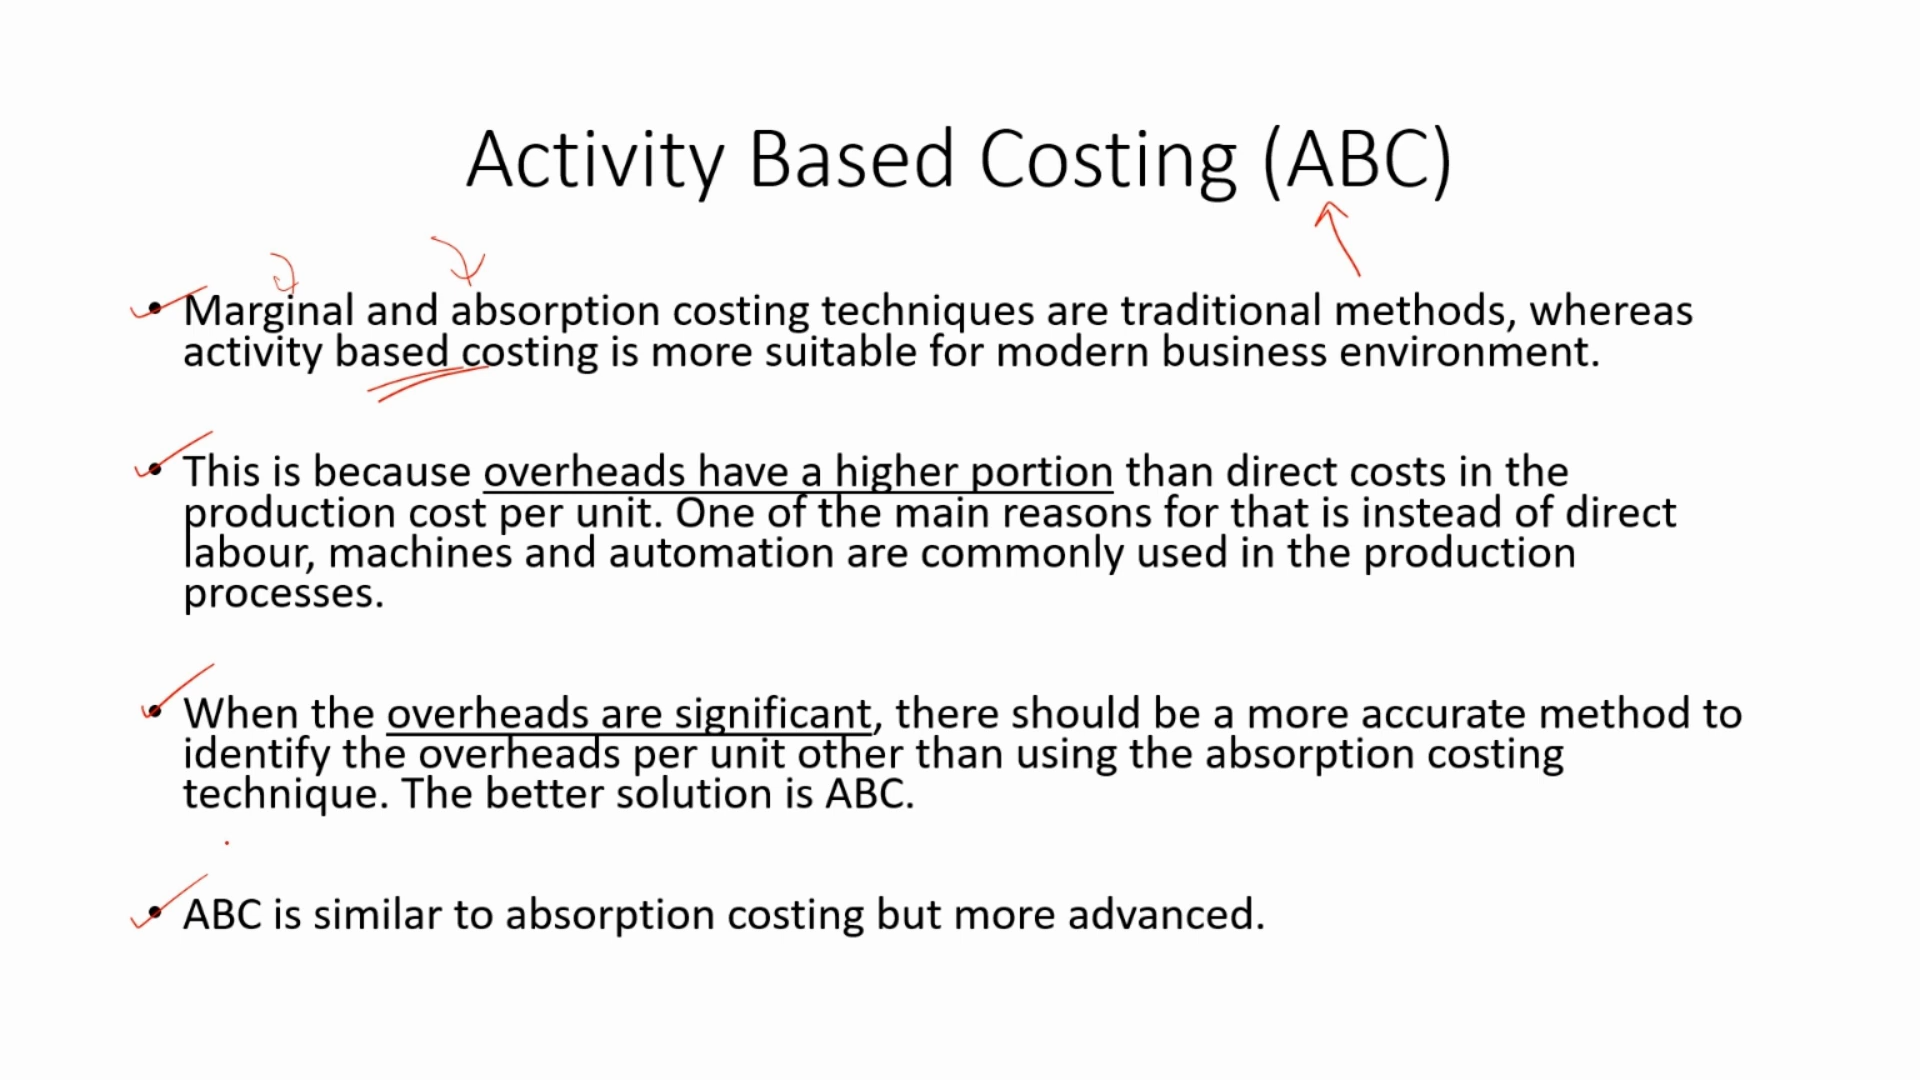 Activity Based Costing (ABC)
• Marginal and absorption costing techniques are traditional methods, whereas
activity based costing is more suitable for modern business environment.
• This is because overheads have a higher portion than direct costs in the
production cost per unit. One of the main reasons for that is instead of direct
labour, machines and automation are commonly used in the production
processes.
• When the overheads are significant, there should be a more accurate method to
identify the overheads per unit other than using the absorption costing
technique. The better solution is ABC.
• ABC is similar to absorption costing but more advanced.